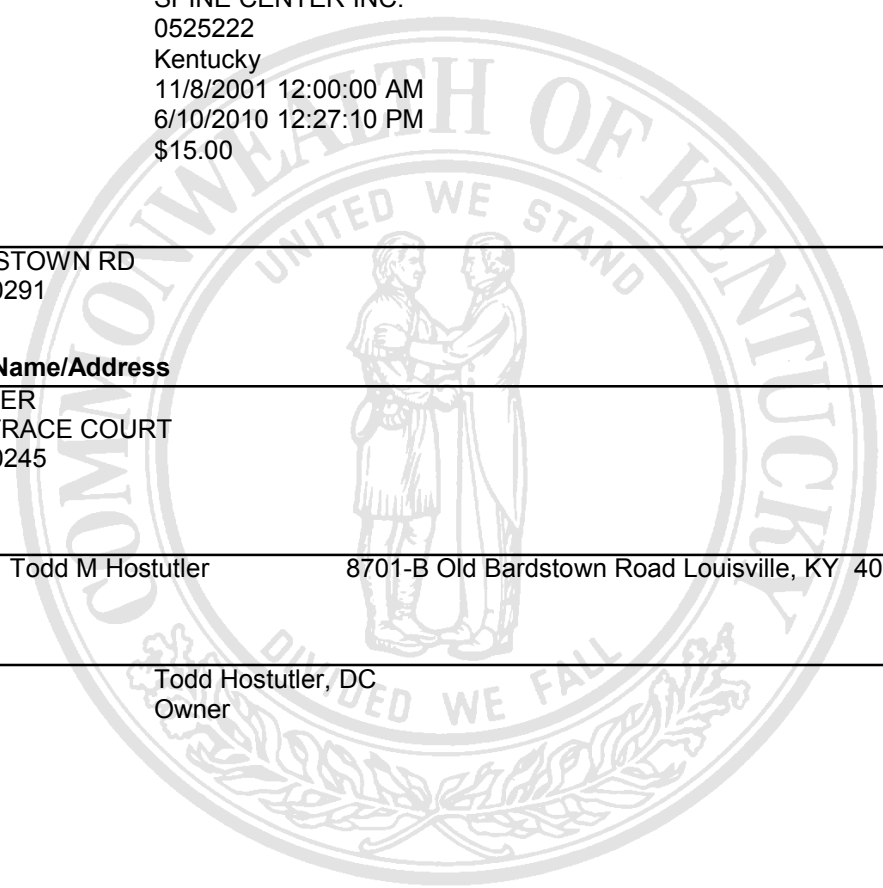 SPINE CENTER INC.
0525222
Kentucky
11/8/2001 12:00:00 AM
6/10/2010 12:27:10 PM
$15.00
STOWN RD
0291
Name/Address
ER
TRACE COURT
0245
Todd M Hostutler 8701-B Old Bardstown Road Louisville, KY 40
Todd Hostutler, DC
Owner
COMMONWEALTH OF KENTUCKY
UNITED WE STAND
DIVIDED WE FALL